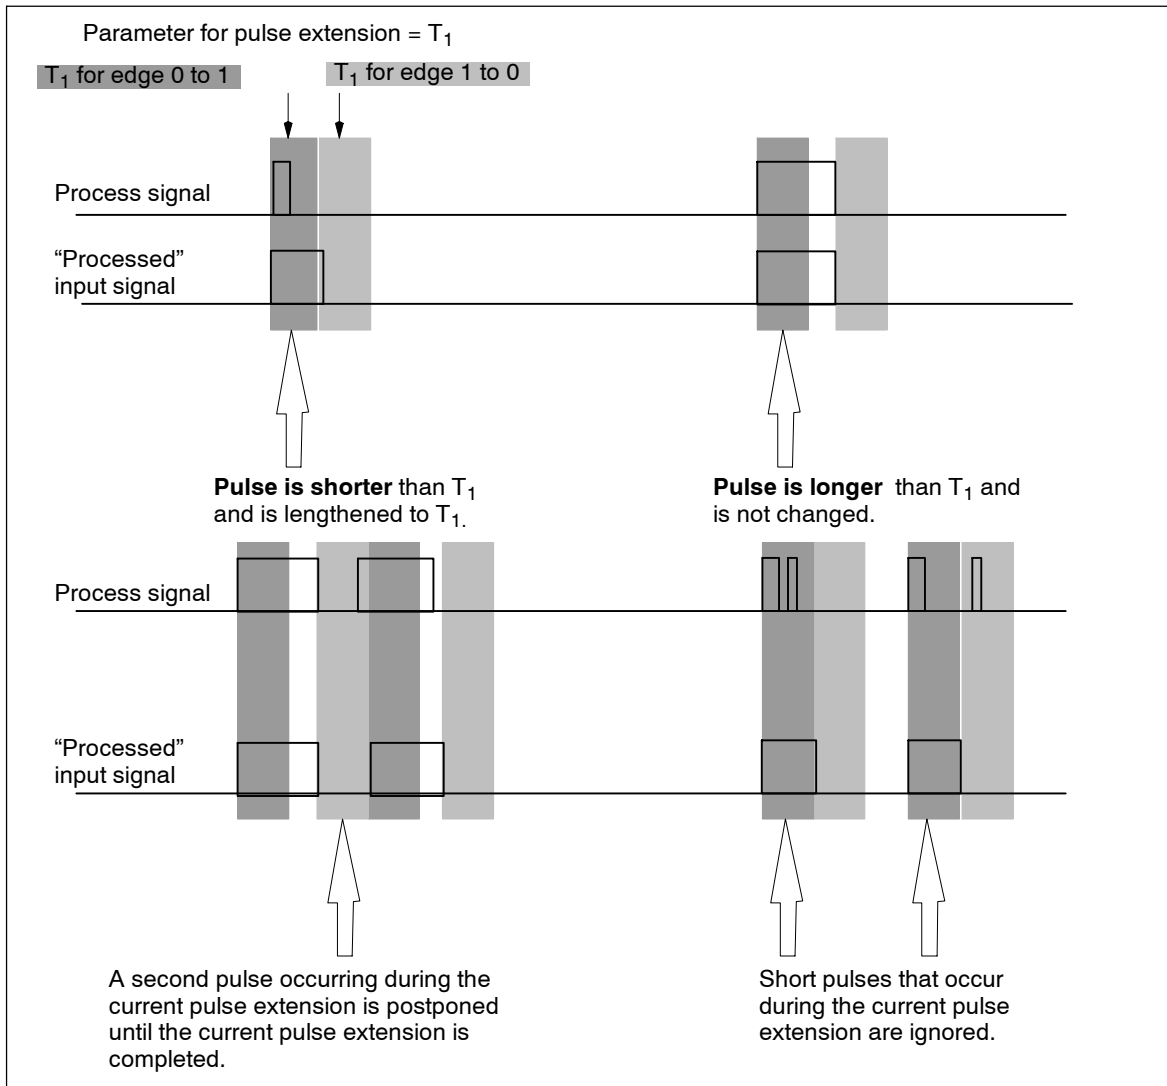 Parameter for pulse extension = T1
T1 for edge 0 to 1
T1 for edge 1 to 0
Process signal
“Processed”
input signal
Pulse is shorter than T1
and is lengthened to T1.
Pulse is longer than T1 and
is not changed.
Process signal
“Processed”
input signal
A second pulse occurring during the
current pulse extension is postponed
until the current pulse extension is
completed.
Short pulses that occur
during the current pulse
extension are ignored.